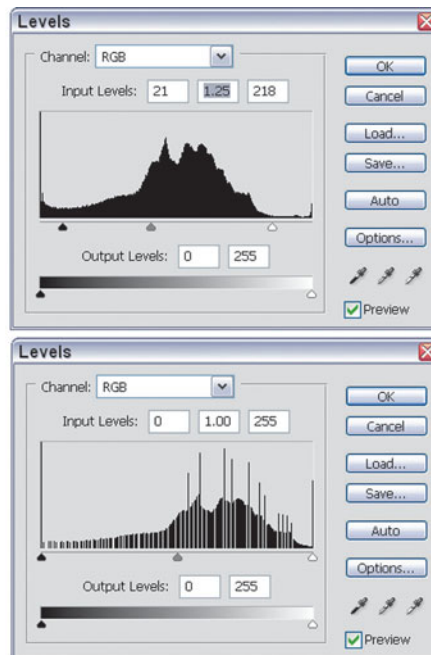 Levels
Channel: RGB
Input Levels: 21 1.25 218
Output Levels: 0 255
OK
Cancel
Load...
Save...
Auto
Options...
Preview
Levels
Channel: RGB
Input Levels: 0 1.00 255
Output Levels: 0 255
OK
Cancel
Load...
Save...
Auto
Options...
Preview